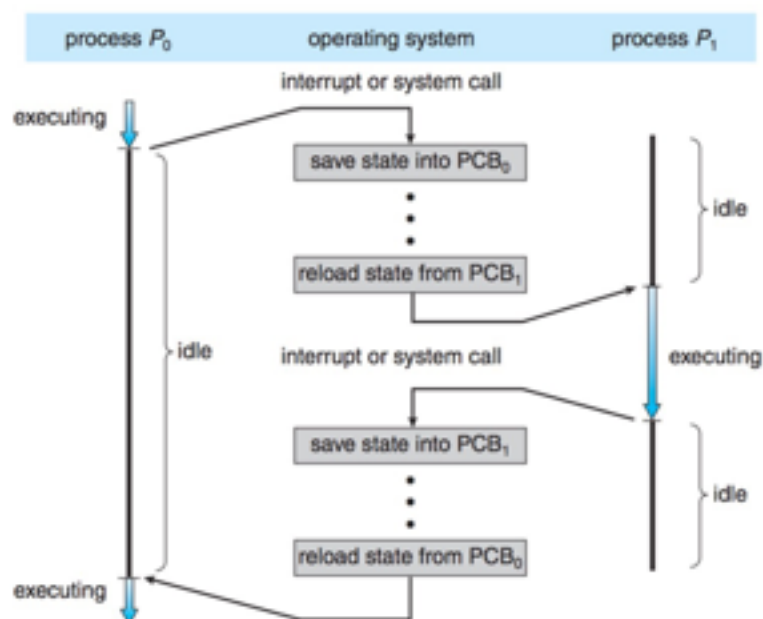 process P₀ operating system process P₁
interrupt or system call
executing
save state into PCB₀
idle
reload state from PCB₁
idle
interrupt or system call
executing
save state into PCB₁
idle
reload state from PCB₀
executing